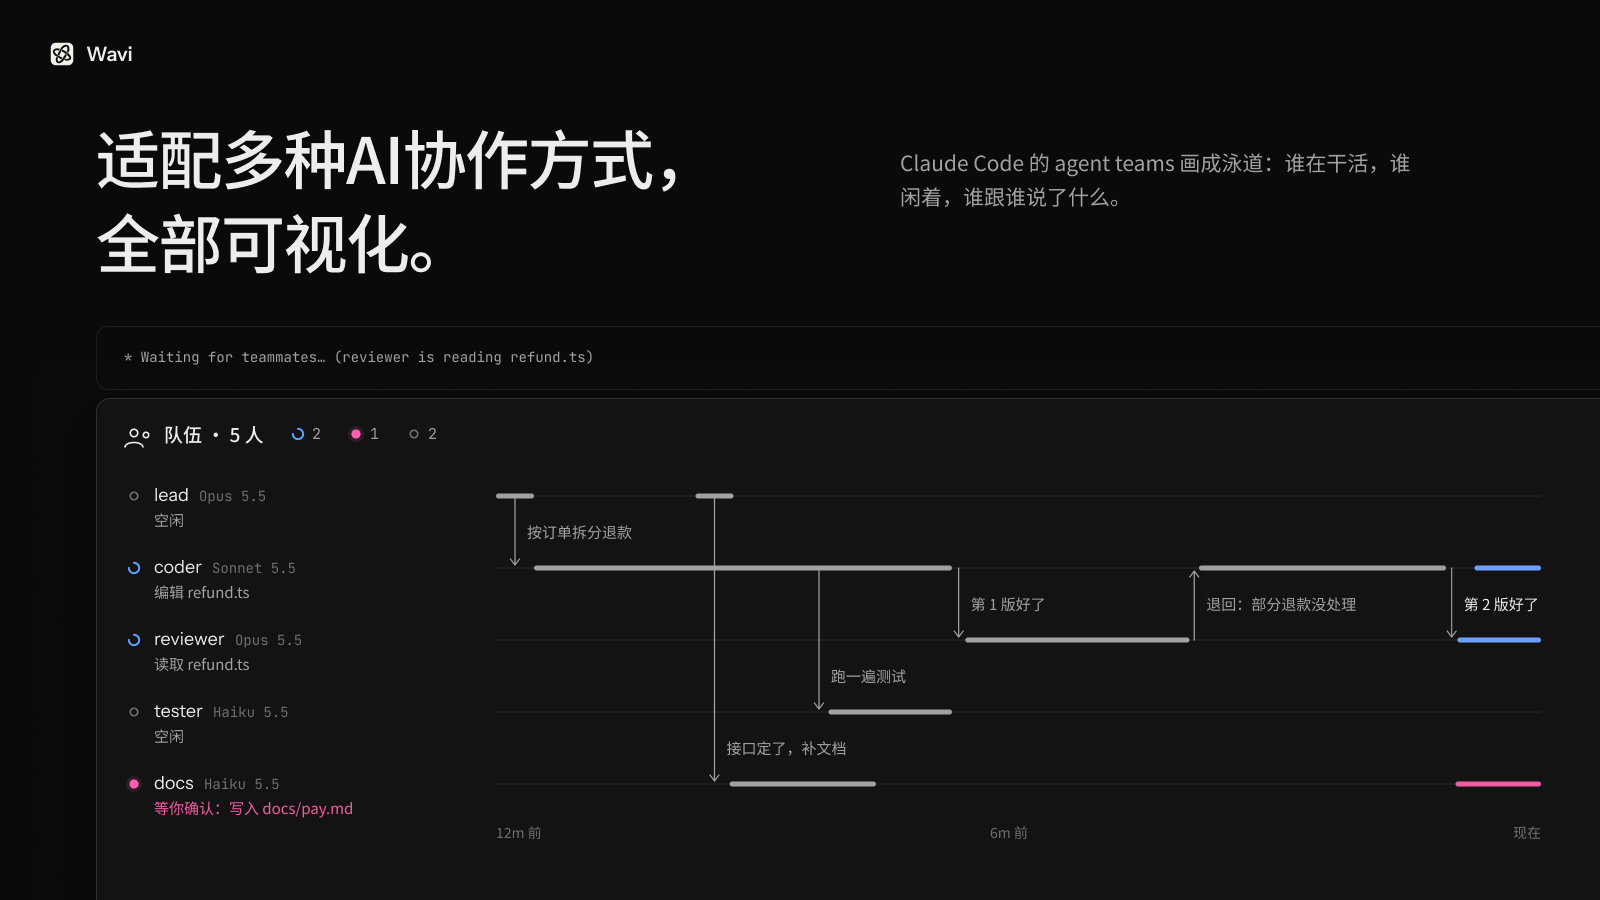 Wavi
适配多种AI协作方式，
全部可视化。
Claude Code 的 agent teams 画成泳道：谁在干活，谁
闲着，谁跟谁说了什么。
* Waiting for teammates… (reviewer is reading refund.ts)
队伍 · 5 人 2 1 2
lead Opus 5.5
空闲
按订单拆分退款
coder Sonnet 5.5
编辑 refund.ts
第 1 版好了
退回：部分退款没处理
第 2 版好了
reviewer Opus 5.5
读取 refund.ts
跑一遍测试
tester Haiku 5.5
空闲
接口定了，补文档
docs Haiku 5.5
等你确认：写入 docs/pay.md
12m 前
6m 前
现在